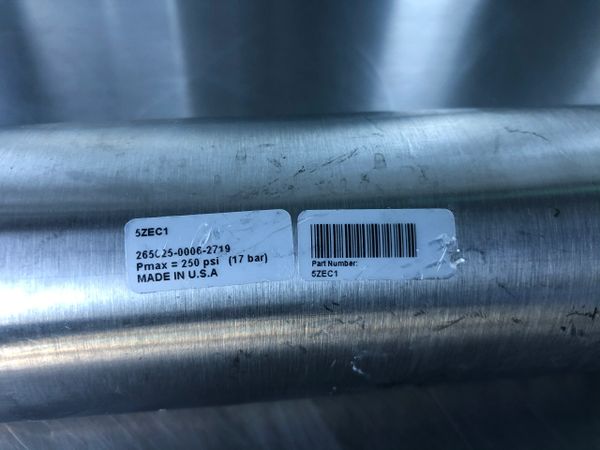 5ZEC1
265025-0006-2719
Pmax = 250 psi (17 bar)
MADE IN U.S.A
Part Number:
5ZEC1